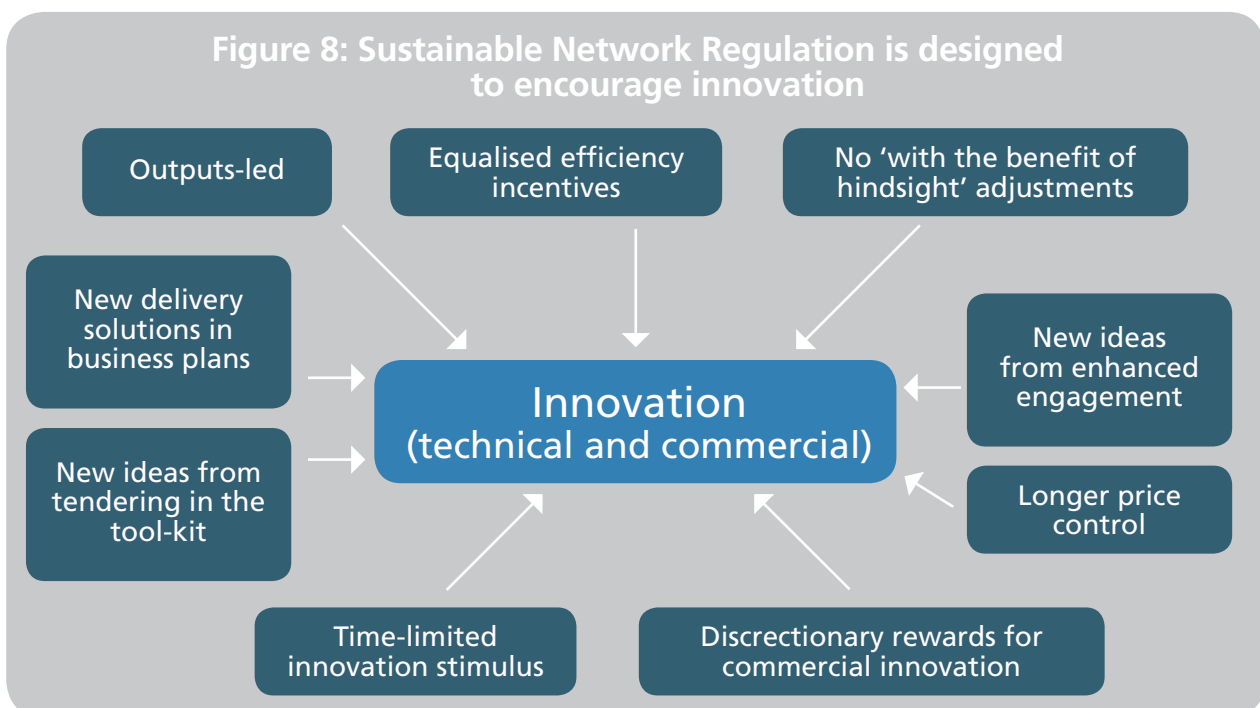 Figure 8: Sustainable Network Regulation is designed
to encourage innovation
Outputs-led
Equalised efficiency
incentives
No ‘with the benefit of
hindsight’ adjustments
New delivery
solutions in
business plans
New ideas
from enhanced
engagement
Innovation
(technical and commercial)
New ideas from
tendering in the
tool-kit
Longer price
control
Time-limited
innovation stimulus
Discrectionary rewards for
commercial innovation